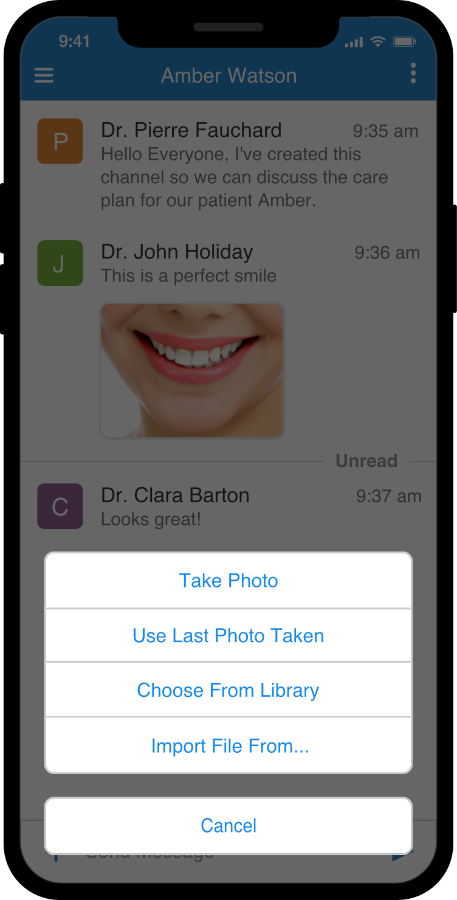 9:41
Amber Watson
P
Dr. Pierre Fauchard 9:35 am
Hello Everyone, I've created this
channel so we can discuss the care
plan for our patient Amber.
J
Dr. John Holiday 9:36 am
This is a perfect smile
Unread
C
Dr. Clara Barton 9:37 am
Looks great!
Take Photo
Use Last Photo Taken
Choose From Library
Import File From...
Cancel
Send Message